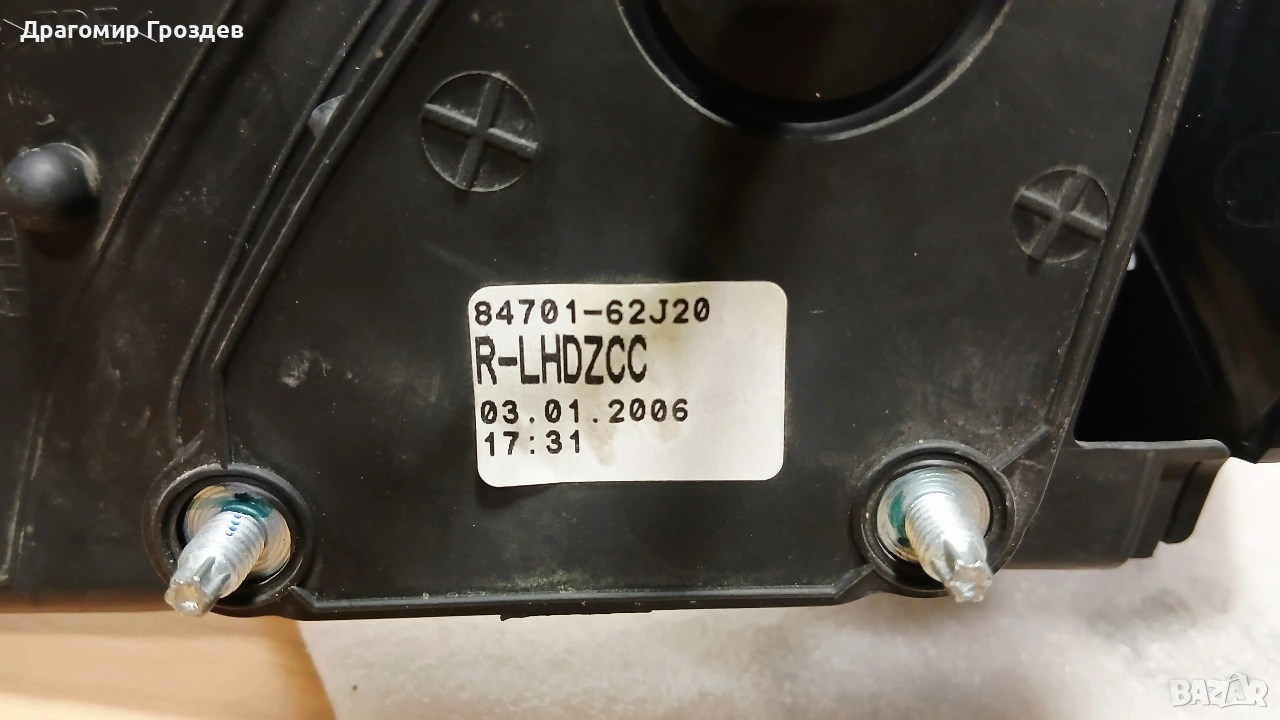 Драгомир Гроздев
84701-62J20
R-LHDZCC
03.01.2006
17:31
BAZAR